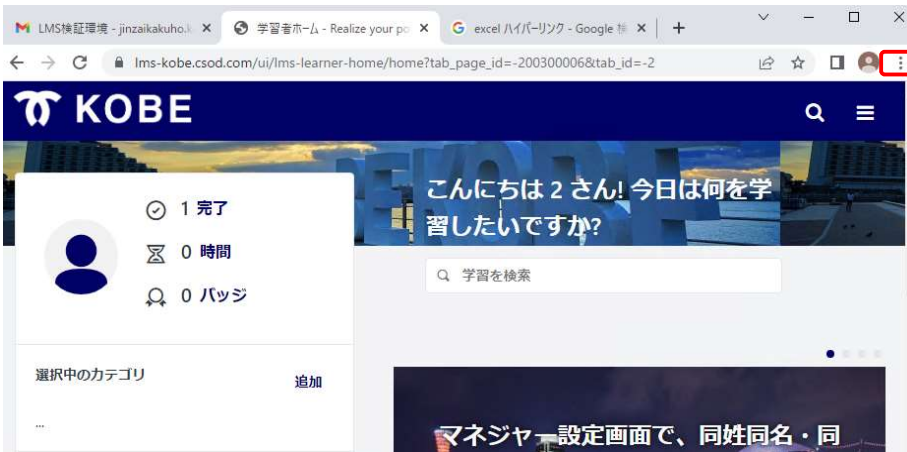 LMS検証環境 - jinzaikakuho.k
学習者ホーム - Realize your po
excel ハイパーリンク - Google 検
lms-kobe.csod.com/ui/lms-learner-home/home?tab_page_id=-200300006&tab_id=-2
KOBE
こんにちは 2 さん! 今日は何を学
習したいですか?
学習を検索
1 完了
0 時間
0 バッジ
選択中のカテゴリ
追加
...
マネジャー設定画面で、同姓同名・同